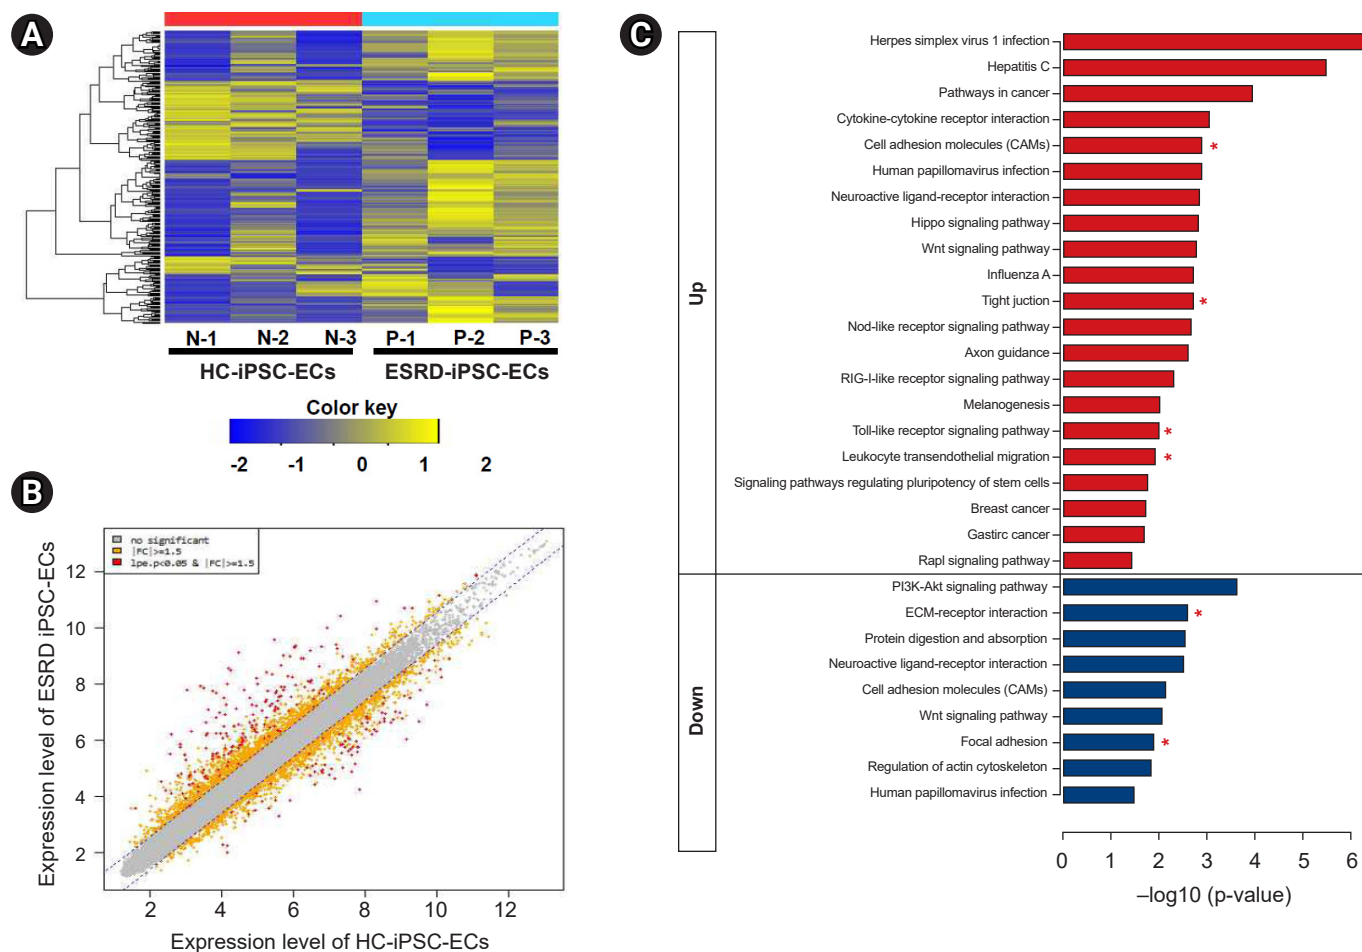 A
N-1 N-2 N-3 P-1 P-2 P-3
HC-iPSC-ECs ESRD-iPSC-ECs
Color key
-2 -1 0 1 2
B
no significant
|FC|>=1.5
lpe.p<0.05 & |FC|>=1.5
Expression level of ESRD iPSC-ECs
12
10
8
6
4
2
2 4 6 8 10 12
Expression level of HC-iPSC-ECs
C
Up
Herpes simplex virus 1 infection
Hepatitis C
Pathways in cancer
Cytokine-cytokine receptor interaction
Cell adhesion molecules (CAMs) *
Human papillomavirus infection
Neuroactive ligand-receptor interaction
Hippo signaling pathway
Wnt signaling pathway
Influenza A
Tight juction *
Nod-like receptor signaling pathway
Axon guidance
RIG-I-like receptor signaling pathway
Melanogenesis
Toll-like receptor signaling pathway *
Leukocyte transendothelial migration *
Signaling pathways regulating pluripotency of stem cells
Breast cancer
Gastirc cancer
Rapl signaling pathway
Down
PI3K-Akt signaling pathway
ECM-receptor interaction *
Protein digestion and absorption
Neuroactive ligand-receptor interaction
Cell adhesion molecules (CAMs)
Wnt signaling pathway
Focal adhesion *
Regulation of actin cytoskeleton
Human papillomavirus infection
0 1 2 3 4 5 6
–log10 (p-value)